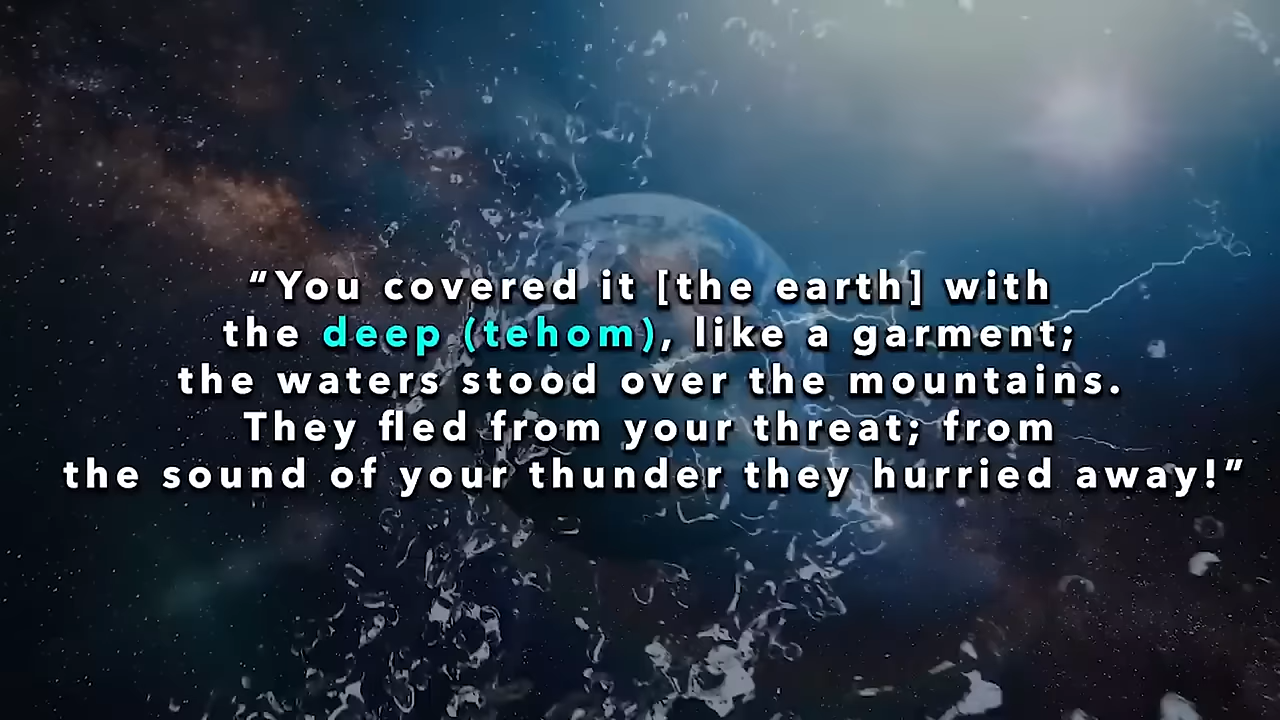 “You covered it [the earth] with
the deep (tehom), like a garment;
the waters stood over the mountains.
They fled from your threat; from
the sound of your thunder they hurried away!”